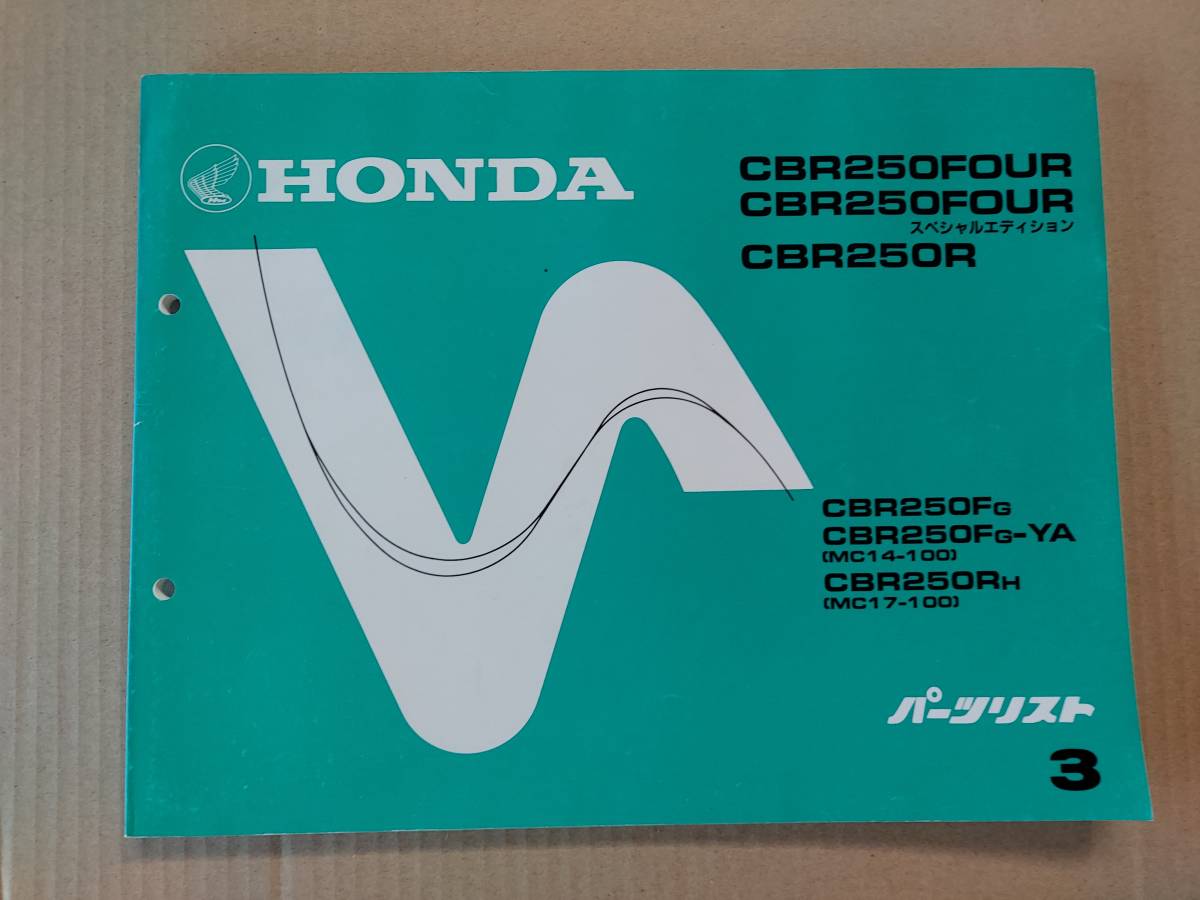 HONDA
CBR250FOUR
CBR250FOUR
スペシャルエディション
CBR250R
CBR250FG
CBR250FG-YA
(MC14-100)
CBR250RH
(MC17-100)
パーツリスト
3